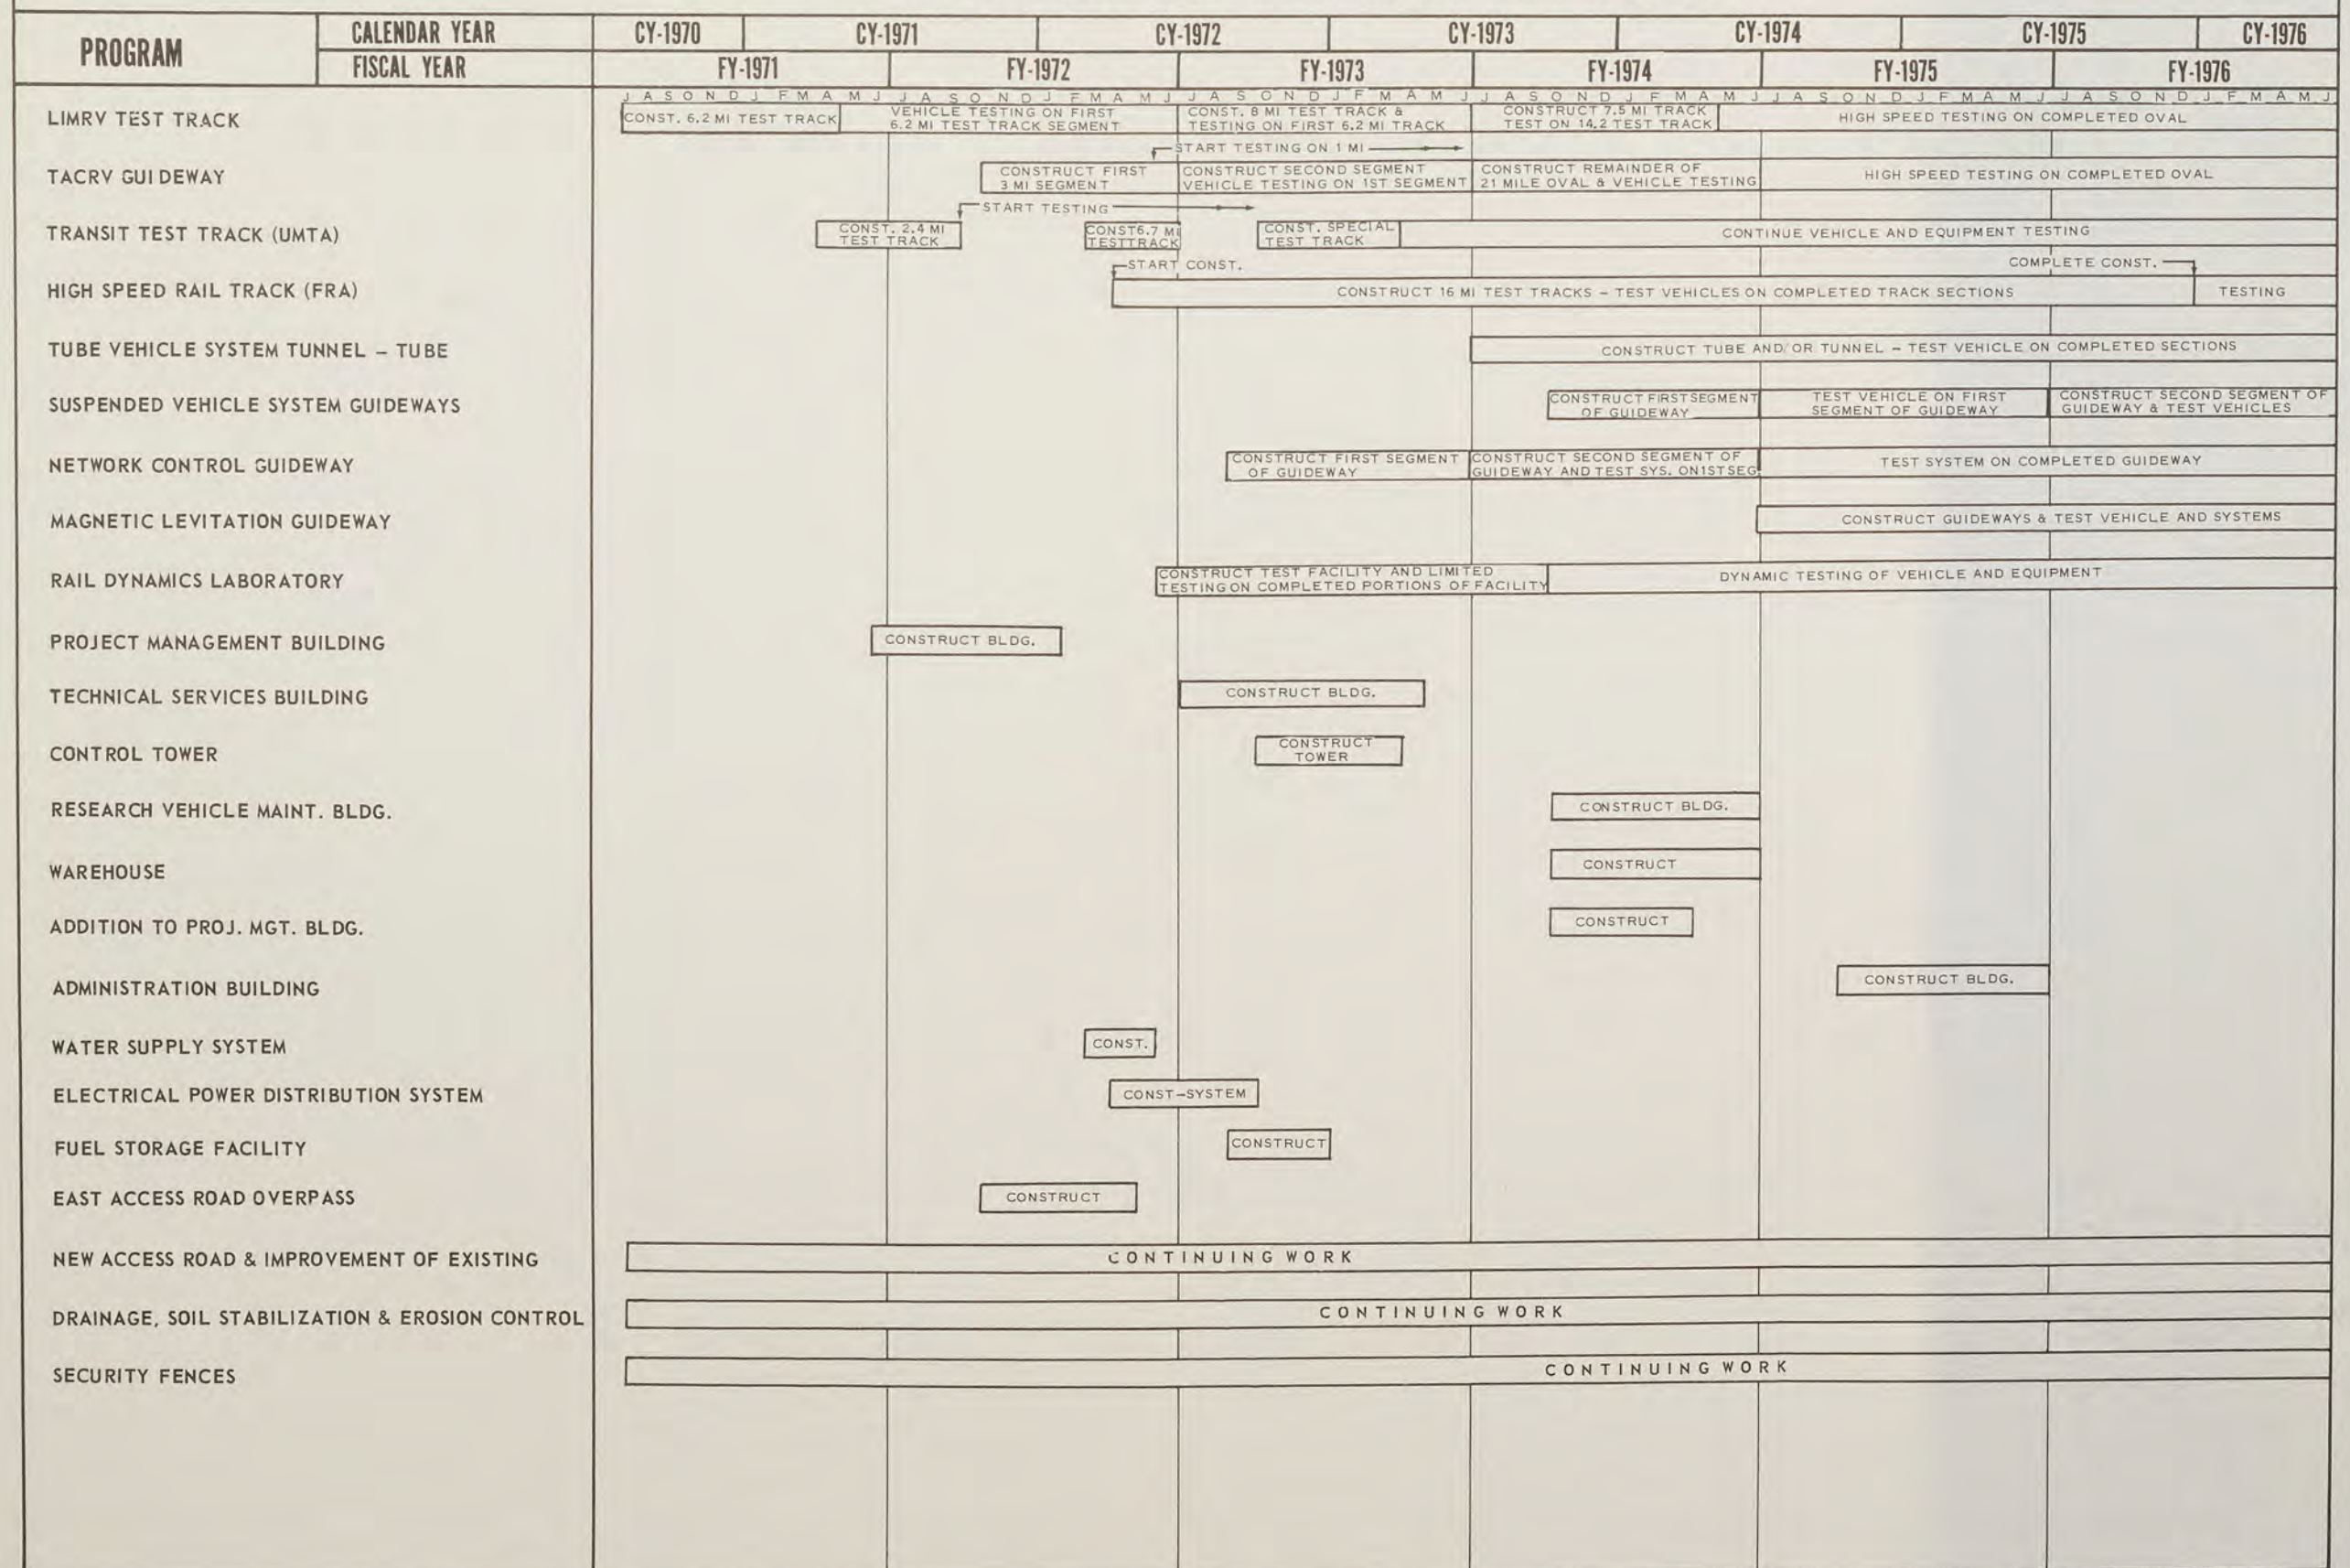 PROGRAM
CALENDAR YEAR
CY-1970 CY-1971 CY-1972 CY-1973 CY-1974 CY-1975 CY-1976
FISCAL YEAR
FY-1971 FY-1972 FY-1973 FY-1974 FY-1975 FY-1976
J A S O N D J F M A M J J A S O N D J F M A M J J A S O N D J F M A M J J A S O N D J F M A M J J A S O N D J F M A M J J A S O N D J F M A M J
LIMRV TEST TRACK
CONST. 6.2 MI TEST TRACK
VEHICLE TESTING ON FIRST
6.2 MI TEST TRACK SEGMENT
CONST. 8 MI TEST TRACK &
TESTING ON FIRST 6.2 MI TRACK
CONSTRUCT 7.5 MI TRACK
TEST ON 14.2 TEST TRACK
HIGH SPEED TESTING ON COMPLETED OVAL
START TESTING ON 1 MI
TACRV GUIDEWAY
CONSTRUCT FIRST
3 MI SEGMENT
CONSTRUCT SECOND SEGMENT
VEHICLE TESTING ON 1ST SEGMENT
CONSTRUCT REMAINDER OF
21 MILE OVAL & VEHICLE TESTING
HIGH SPEED TESTING ON COMPLETED OVAL
START TESTING
TRANSIT TEST TRACK (UMTA)
CONST. 2.4 MI
TEST TRACK
CONST 6.7 MI
TEST TRACK
CONST. SPECIAL
TEST TRACK
CONTINUE VEHICLE AND EQUIPMENT TESTING
START CONST.
COMPLETE CONST.
HIGH SPEED RAIL TRACK (FRA)
CONSTRUCT 16 MI TEST TRACKS – TEST VEHICLES ON COMPLETED TRACK SECTIONS
TESTING
TUBE VEHICLE SYSTEM TUNNEL – TUBE
CONSTRUCT TUBE AND/OR TUNNEL – TEST VEHICLE ON COMPLETED SECTIONS
SUSPENDED VEHICLE SYSTEM GUIDEWAYS
CONSTRUCT FIRST SEGMENT
OF GUIDEWAY
TEST VEHICLE ON FIRST
SEGMENT OF GUIDEWAY
CONSTRUCT SECOND SEGMENT OF
GUIDEWAY & TEST VEHICLES
NETWORK CONTROL GUIDEWAY
CONSTRUCT FIRST SEGMENT
OF GUIDEWAY
CONSTRUCT SECOND SEGMENT OF
GUIDEWAY AND TEST SYS. ON 1ST SEG.
TEST SYSTEM ON COMPLETED GUIDEWAY
MAGNETIC LEVITATION GUIDEWAY
CONSTRUCT GUIDEWAYS & TEST VEHICLE AND SYSTEMS
RAIL DYNAMICS LABORATORY
CONSTRUCT TEST FACILITY AND LIMITED
TESTING ON COMPLETED PORTIONS OF FACILITY
DYNAMIC TESTING OF VEHICLE AND EQUIPMENT
PROJECT MANAGEMENT BUILDING
CONSTRUCT BLDG.
TECHNICAL SERVICES BUILDING
CONSTRUCT BLDG.
CONTROL TOWER
CONSTRUCT
TOWER
RESEARCH VEHICLE MAINT. BLDG.
CONSTRUCT BLDG.
WAREHOUSE
CONSTRUCT
ADDITION TO PROJ. MGT. BLDG.
CONSTRUCT
ADMINISTRATION BUILDING
CONSTRUCT BLDG.
WATER SUPPLY SYSTEM
CONST.
ELECTRICAL POWER DISTRIBUTION SYSTEM
CONST–SYSTEM
FUEL STORAGE FACILITY
CONSTRUCT
EAST ACCESS ROAD OVERPASS
CONSTRUCT
NEW ACCESS ROAD & IMPROVEMENT OF EXISTING
CONTINUING WORK
DRAINAGE, SOIL STABILIZATION & EROSION CONTROL
CONTINUING WORK
SECURITY FENCES
CONTINUING WORK